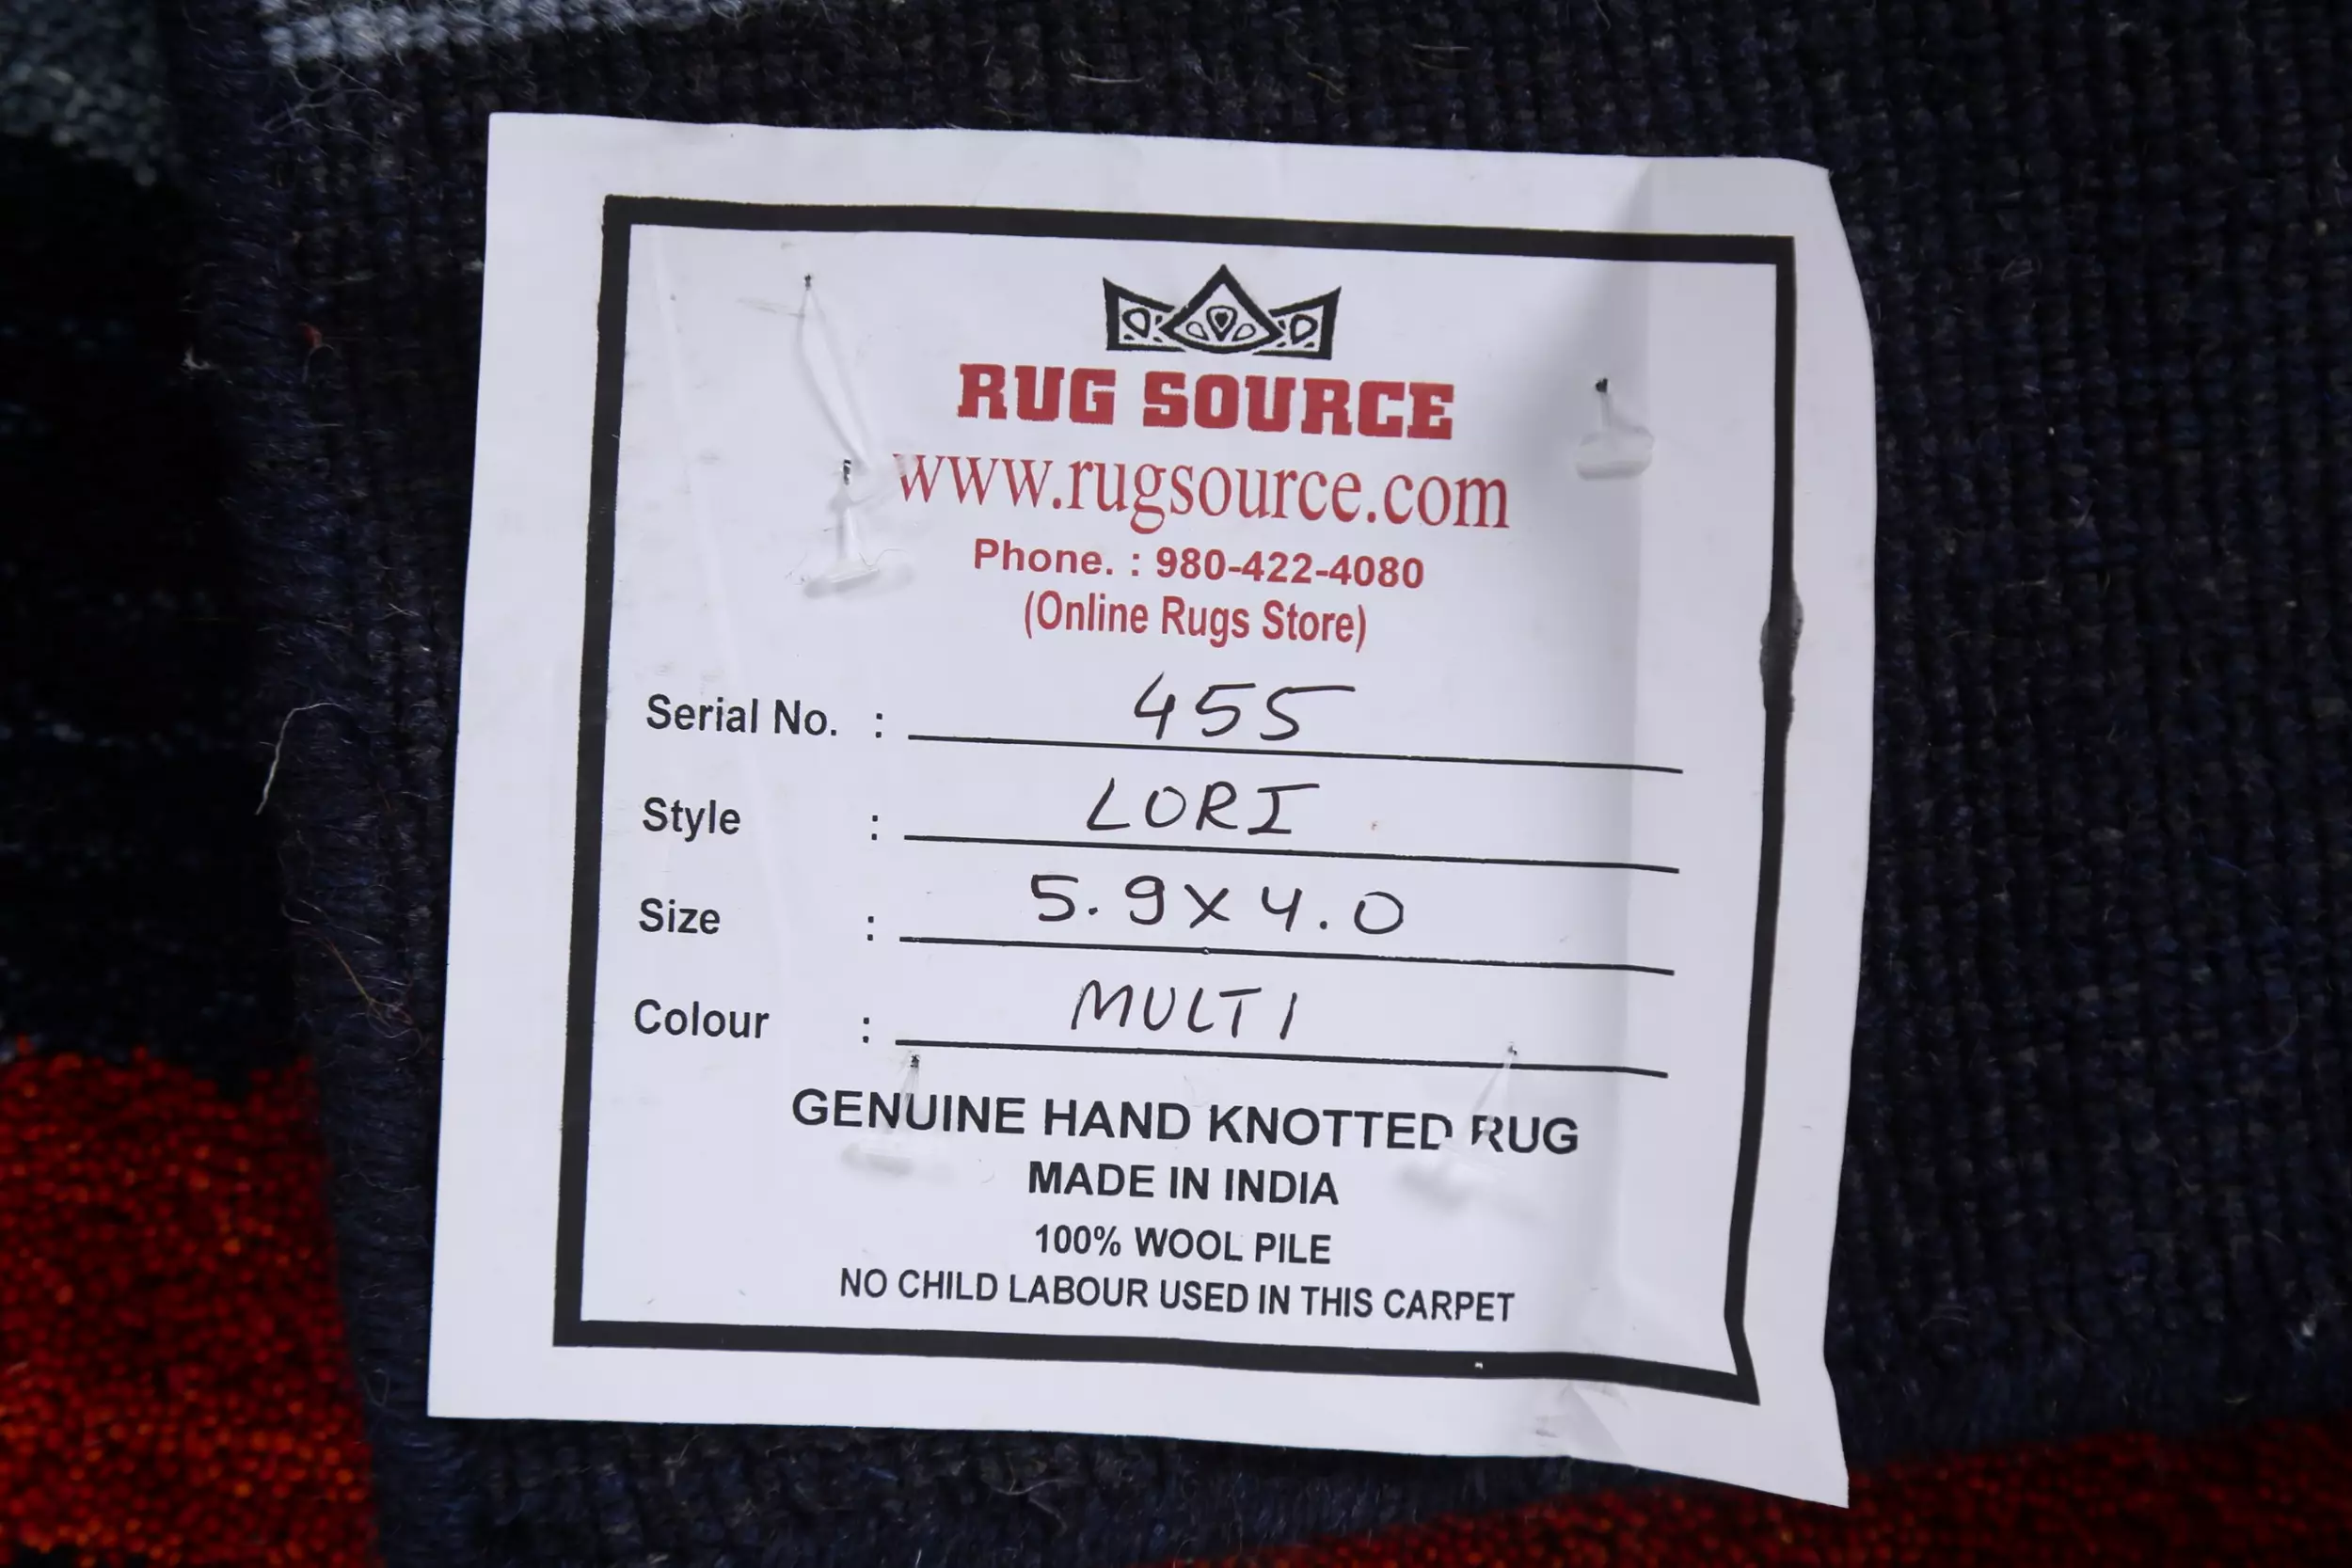 RUG SOURCE
www.rugsource.com
Phone. : 980-422-4080
(Online Rugs Store)
Serial No. : 455
Style : LORI
Size : 5.9 X 4.0
Colour : MULTI
GENUINE HAND KNOTTED RUG
MADE IN INDIA
100% WOOL PILE
NO CHILD LABOUR USED IN THIS CARPET